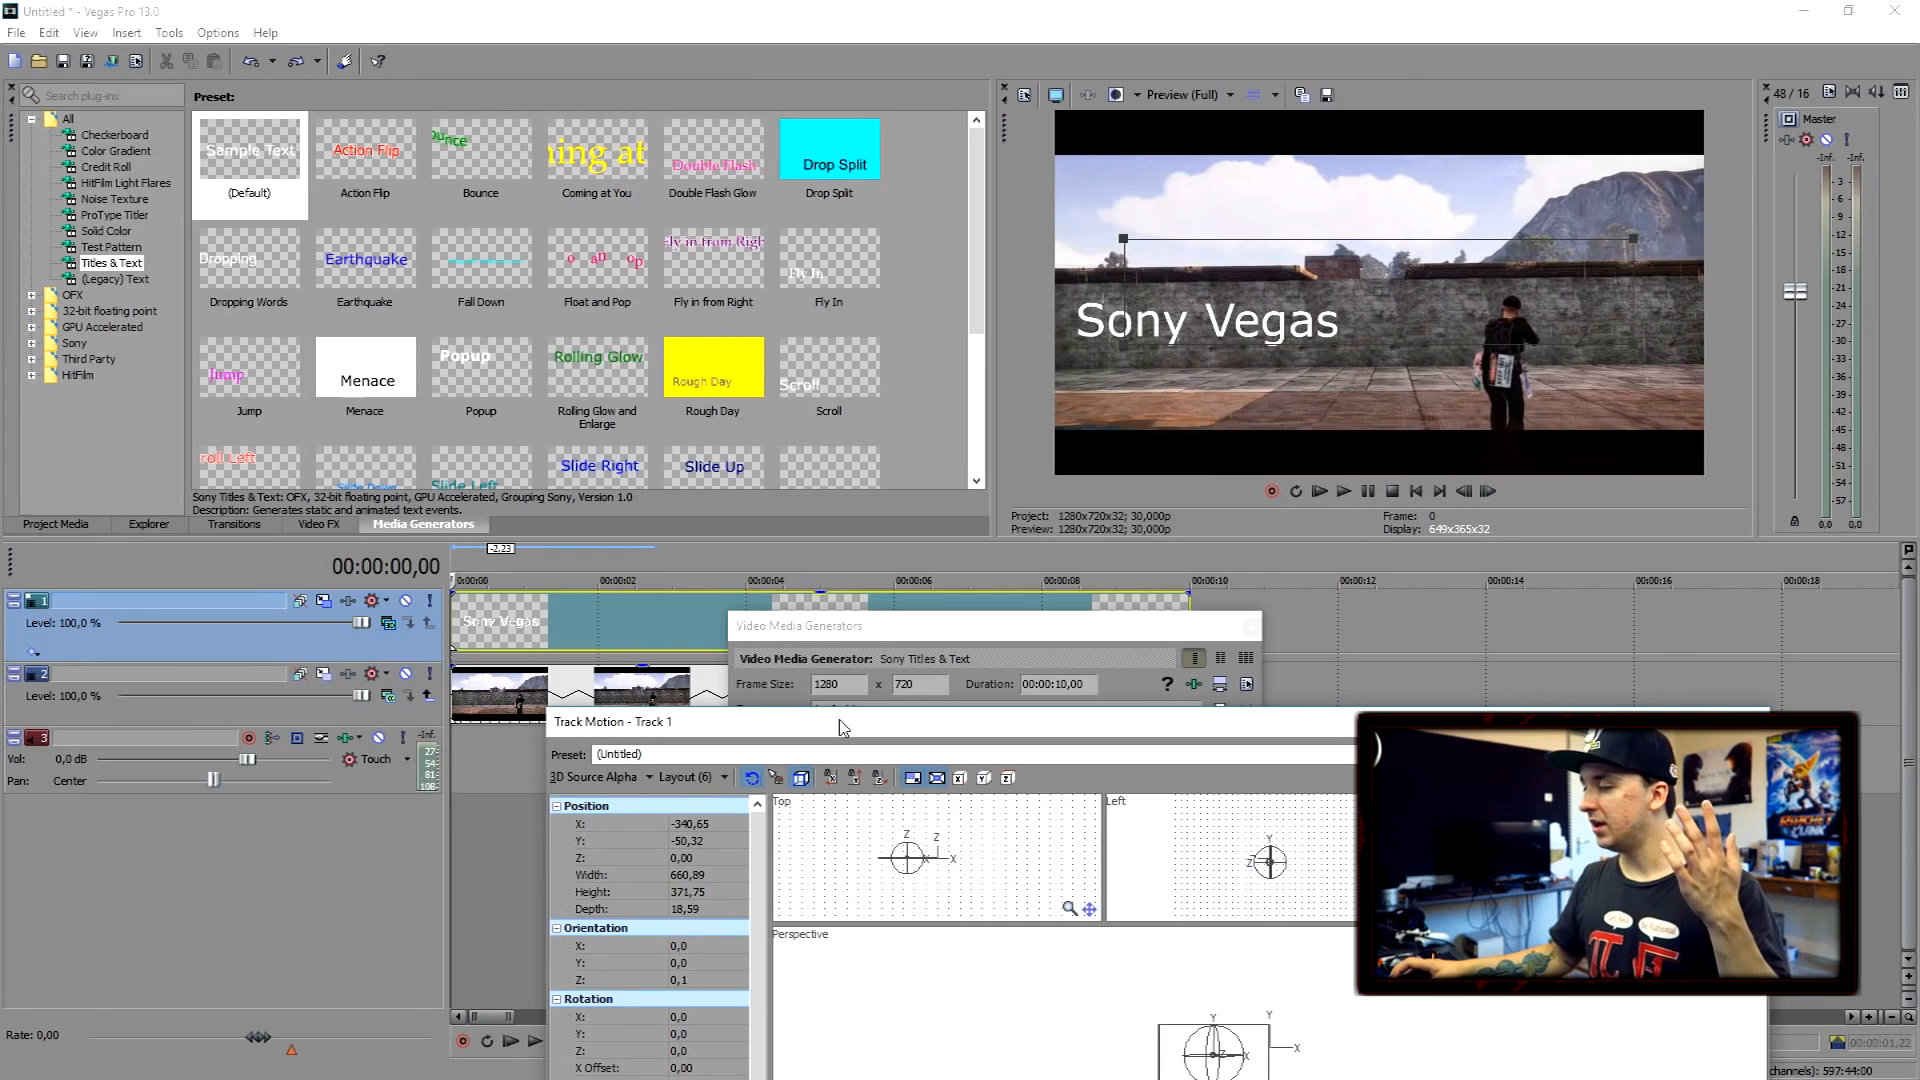 Untitled * - Vegas Pro 13.0
File Edit View Insert Tools Options Help
Search plug-ins
All
Checkerboard
Color Gradient
Credit Roll
HitFilm Light Flares
Noise Texture
ProType Titler
Solid Color
Test Pattern
Titles & Text
(Legacy) Text
OFX
32-bit floating point
GPU Accelerated
Sony
Third Party
HitFilm
Preset:
Sample Text
Action Flip
Coming at
Double Flash
Drop Split
(Default)
Action Flip
Bounce
Coming at You
Double Flash Glow
Drop Split
Dropping
Earthquake
o an op
Fly in from Righ
Fly In
Dropping Words
Earthquake
Fall Down
Float and Pop
Fly in from Right
Fly In
Jump
Menace
Popup
Rolling Glow
Rough Day
Scroll
Jump
Menace
Popup
Rolling Glow and Enlarge
Rough Day
Scroll
roll Left
Slide Down
Slide Left
Slide Right
Slide Up
Sony Titles & Text: OFX, 32-bit floating point, GPU Accelerated, Grouping Sony, Version 1.0
Description: Generates static and animated text events.
Project Media Explorer Transitions Video FX Media Generators
Preview (Full)
Sony Vegas
Project: 1280x720x32; 30,000p
Preview: 1280x720x32; 30,000p
Frame: 0
Display: 649x365x32
48 / 16
Master
-Inf. -Inf.
3
6
9
12
15
18
21
24
27
30
33
36
39
42
45
48
51
54
57
0,0 0,0
00:00:00,00
-2.23
0:00:00 00:00:02 00:00:04 00:00:06 00:00:08 00:00:10 00:00:12 00:00:14 00:00:16 00:00:18
1
Level: 100,0 %
Sony Vegas
2
Level: 100,0 %
3
Vol: 0,0 dB Touch
Pan: Center
-Inf.
27
54
81
108
Rate: 0,00
Video Media Generators
Video Media Generator: Sony Titles & Text
Frame Size: 1280 x 720 Duration: 00:00:10,00
Track Motion - Track 1
Preset: (Untitled)
3D Source Alpha Layout (6)
Position
X: -340,65
Y: -50,32
Z: 0,00
Width: 660,89
Height: 371,75
Depth: 18,59
Orientation
X: 0,0
Y: 0,0
Z: 0,1
Rotation
X: 0,0
Y: 0,0
Z: 0,0
X Offset: 0,00
Top
Z Z
X X
Left
Y
Z
Perspective
Y Y
Z X X
RATCHET CLANK
00:00:01,22
channels): 597:44:00